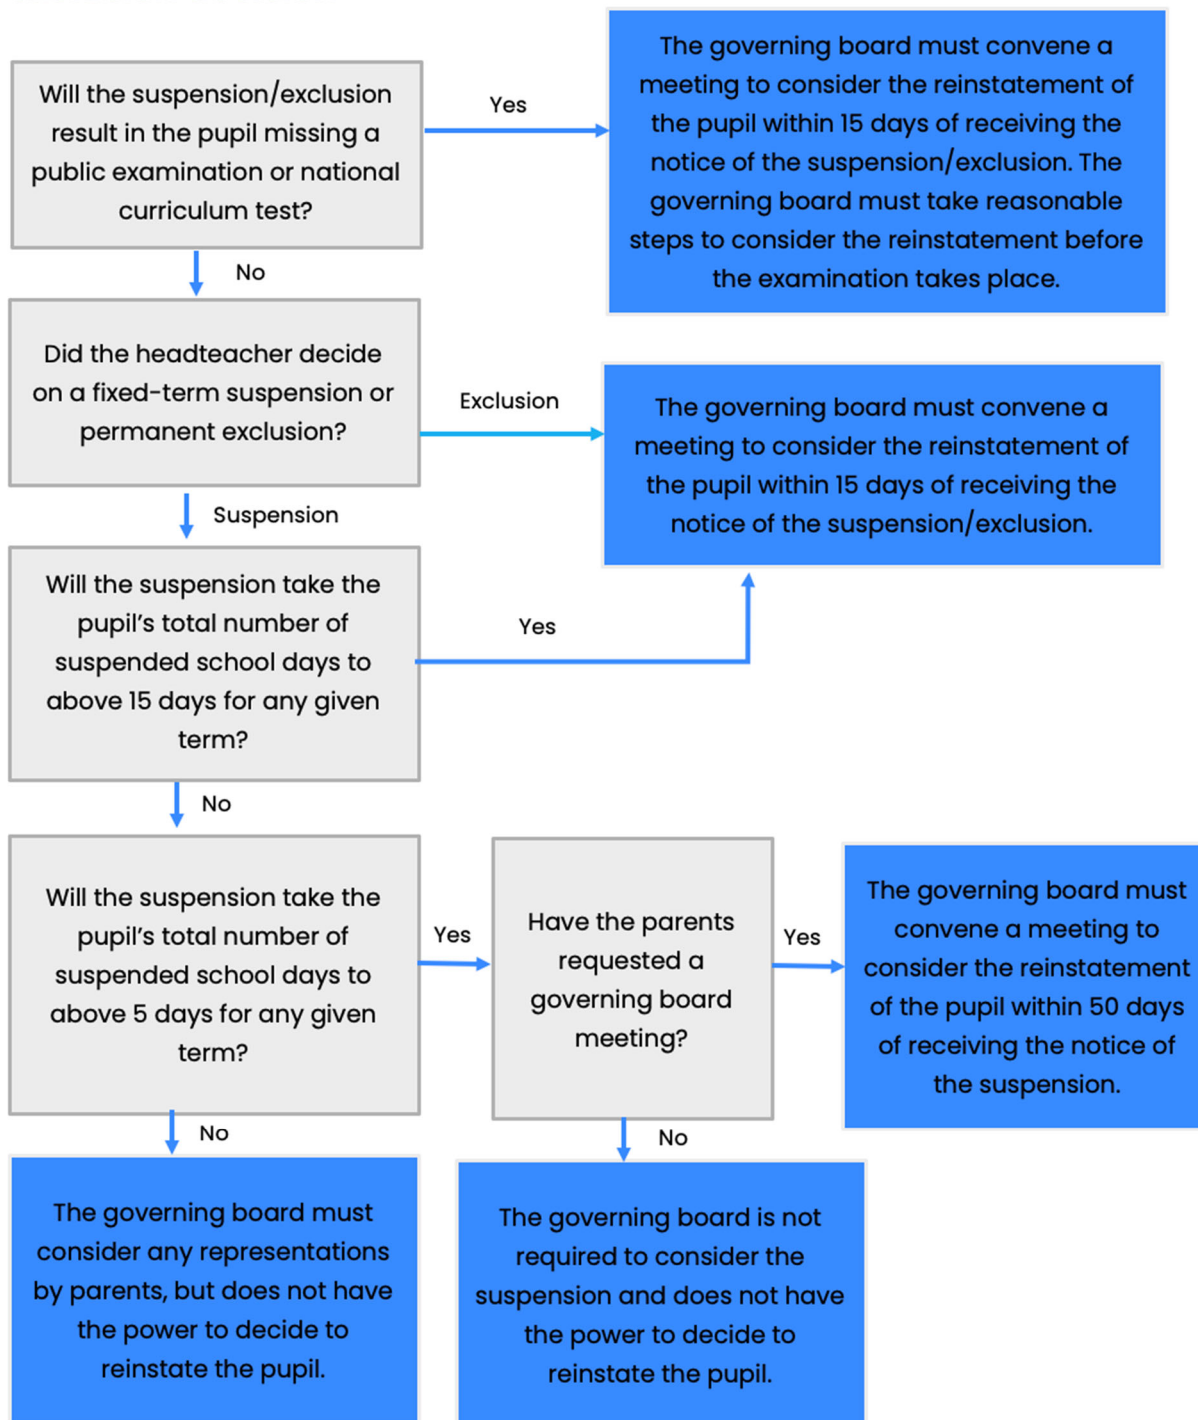 Will the suspension/exclusion
result in the pupil missing a
public examination or national
curriculum test?
Yes
The governing board must convene a
meeting to consider the reinstatement of
the pupil within 15 days of receiving the
notice of the suspension/exclusion. The
governing board must take reasonable
steps to consider the reinstatement before
the examination takes place.
No
Did the headteacher decide
on a fixed-term suspension or
permanent exclusion?
Exclusion
The governing board must convene a
meeting to consider the reinstatement of
the pupil within 15 days of receiving the
notice of the suspension/exclusion.
Suspension
Will the suspension take the
pupil's total number of
suspended school days to
above 15 days for any given
term?
Yes
No
Will the suspension take the
pupil's total number of
suspended school days to
above 5 days for any given
term?
Yes
Have the parents
requested a
governing board
meeting?
Yes
The governing board must
convene a meeting to
consider the reinstatement
of the pupil within 50 days
of receiving the notice of
the suspension.
No
The governing board must
consider any representations
by parents, but does not have
the power to decide to
reinstate the pupil.
No
The governing board is not
required to consider the
suspension and does not have
the power to decide to
reinstate the pupil.